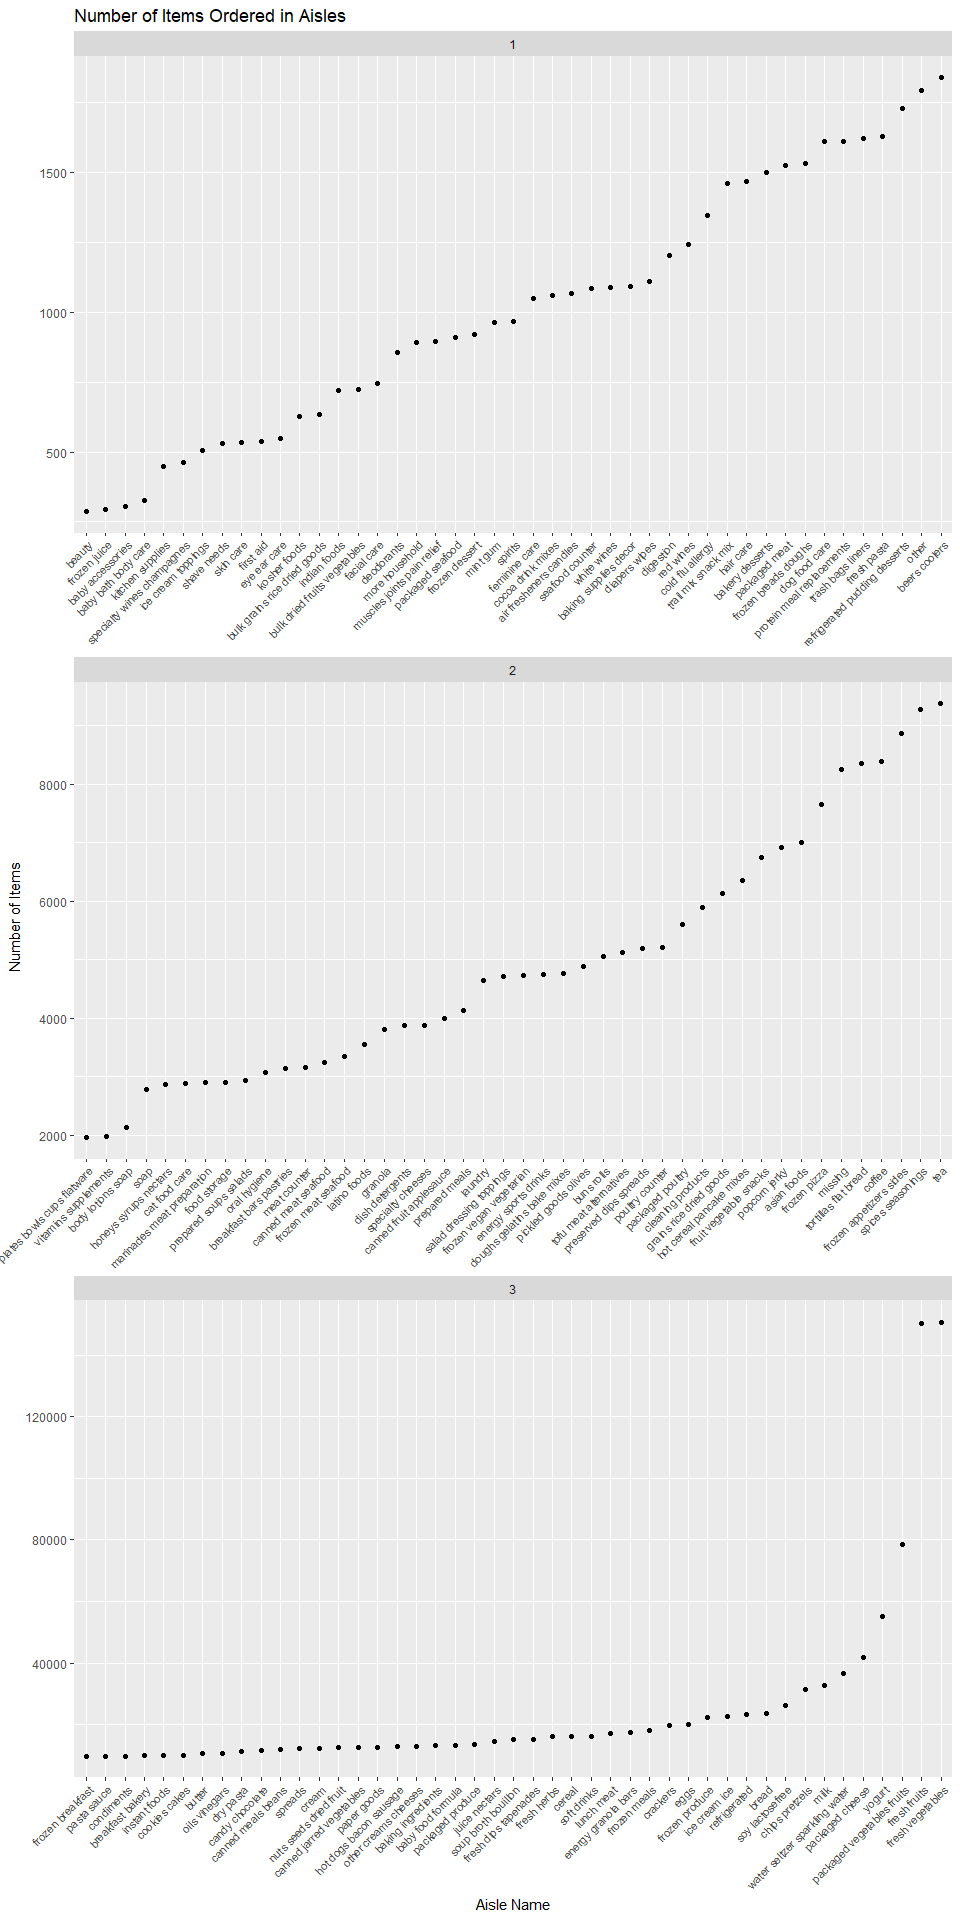 Number of Items Ordered in Aisles
1
1500
1000
500
beauty
frozen juice
baby accessories
baby bath body care
kitchen supplies
specialty wines champagnes
ice cream toppings
shave needs
skin care
first aid
eye ear care
kosher foods
bulk grains rice dried goods
indian foods
bulk dried fruits vegetables
facial care
deodorants
more household
muscles joints pain relief
packaged seafood
frozen dessert
mint gum
spirits
feminine care
cocoa drink mixes
air fresheners candles
seafood counter
white wines
baking supplies decor
diapers wipes
digestion
red wines
cold flu allergy
trail mix snack mix
hair care
bakery desserts
packaged meat
frozen breads doughs
dog food care
protein meal replacements
trash bags liners
fresh pasta
refrigerated pudding desserts
other
beers coolers
2
8000
6000
4000
2000
Number of Items
plates bowls cups flatware
vitamins supplements
body lotions soap
soap
honeys syrups nectars
cat food care
marinades meat preparation
food storage
prepared soups salads
oral hygiene
breakfast bars pastries
meat counter
canned meat seafood
frozen meat seafood
latino foods
granola
dish detergents
specialty cheeses
canned fruit applesauce
prepared meals
laundry
salad dressing toppings
frozen vegan vegetarian
energy sports drinks
doughs gelatins bake mixes
pickled goods olives
buns rolls
tofu meat alternatives
preserved dips spreads
poultry counter
packaged poultry
cleaning products
grains rice dried goods
hot cereal pancake mixes
fruit vegetable snacks
popcorn jerky
asian foods
frozen pizza
missing
tortillas flat bread
coffee
frozen appetizers sides
spices seasonings
tea
3
120000
80000
40000
frozen breakfast
pasta sauce
condiments
breakfast bakery
instant foods
cookies cakes
butter
oils vinegars
dry pasta
candy chocolate
canned meals beans
spreads
cream
nuts seeds dried fruit
canned jarred vegetables
paper goods
hot dogs bacon sausage
other creams cheeses
baking ingredients
baby food formula
packaged produce
juice nectars
soup broth bouillon
fresh dips tapenades
fresh herbs
cereal
soft drinks
lunch meat
energy granola bars
frozen meals
crackers
eggs
frozen produce
ice cream ice
refrigerated
bread
soy lactosefree
chips pretzels
milk
water seltzer sparkling water
packaged cheese
yogurt
packaged vegetables fruits
fresh fruits
fresh vegetables
Aisle Name